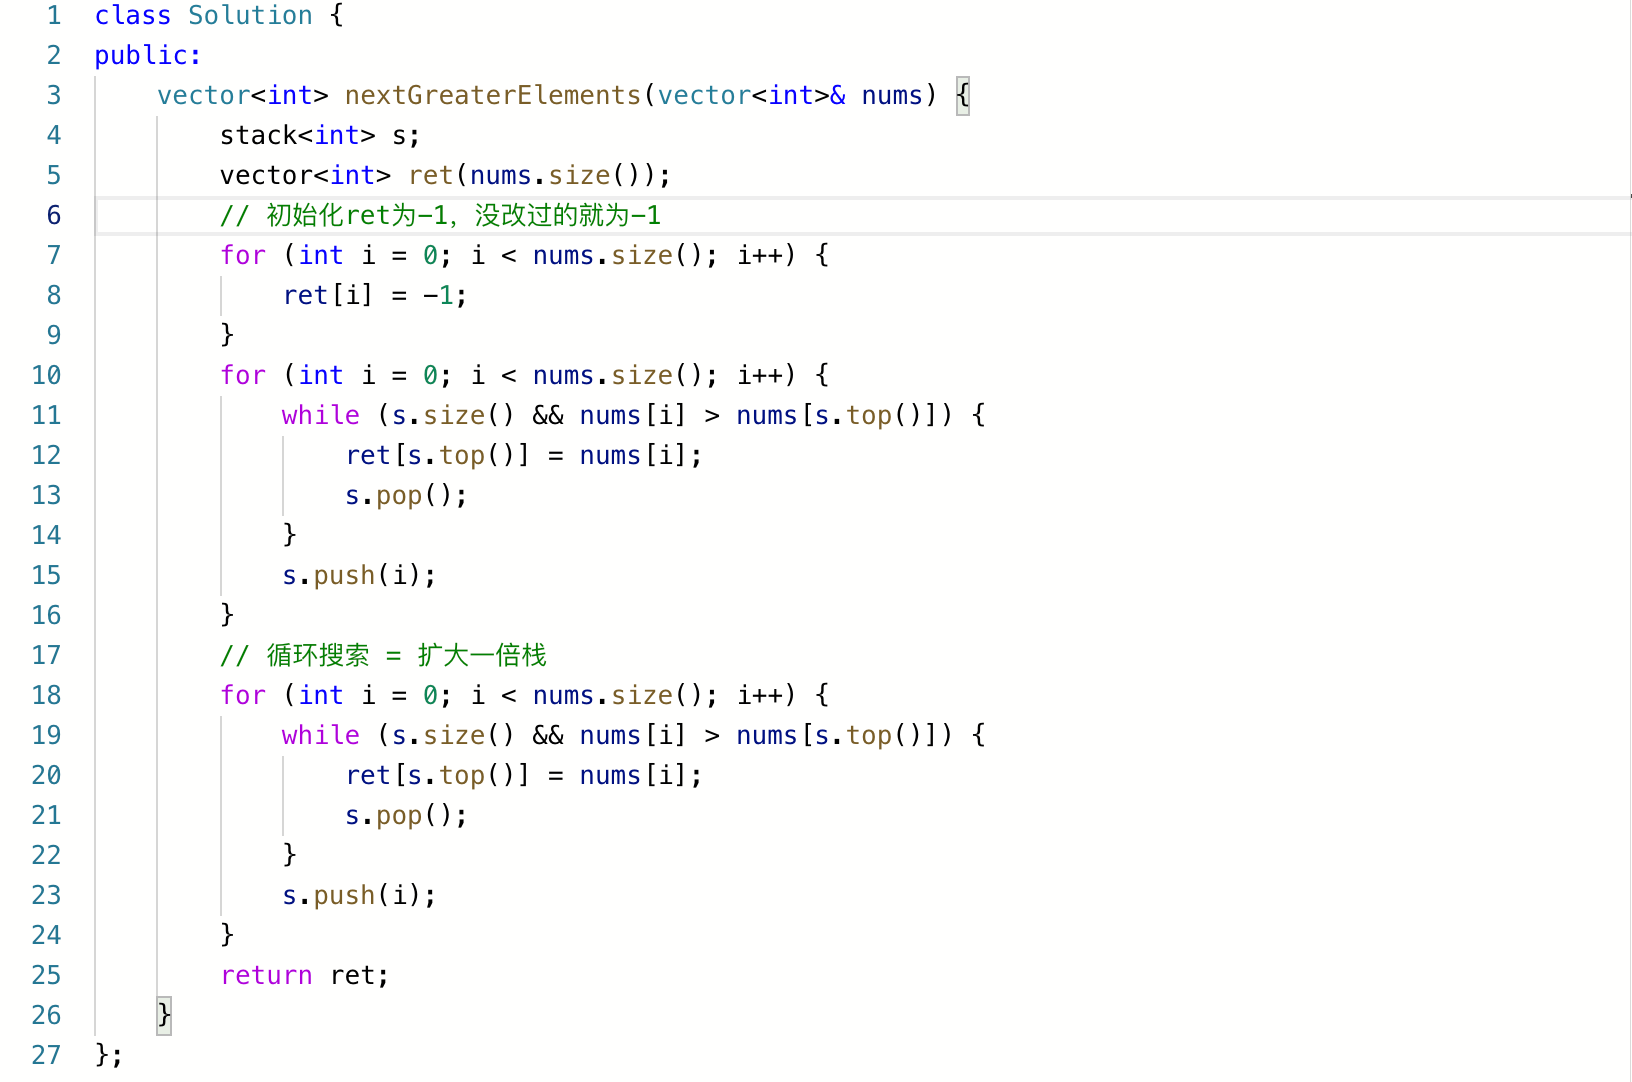 1 class Solution {
2 public:
3     vector<int> nextGreaterElements(vector<int>& nums) {
4         stack<int> s;
5         vector<int> ret(nums.size());
6         // 初始化ret为-1，没改过的就为-1
7         for (int i = 0; i < nums.size(); i++) {
8             ret[i] = -1;
9         }
10         for (int i = 0; i < nums.size(); i++) {
11             while (s.size() && nums[i] > nums[s.top()]) {
12                 ret[s.top()] = nums[i];
13                 s.pop();
14             }
15             s.push(i);
16         }
17         // 循环搜索 = 扩大一倍栈
18         for (int i = 0; i < nums.size(); i++) {
19             while (s.size() && nums[i] > nums[s.top()]) {
20                 ret[s.top()] = nums[i];
21                 s.pop();
22             }
23             s.push(i);
24         }
25         return ret;
26     }
27 };